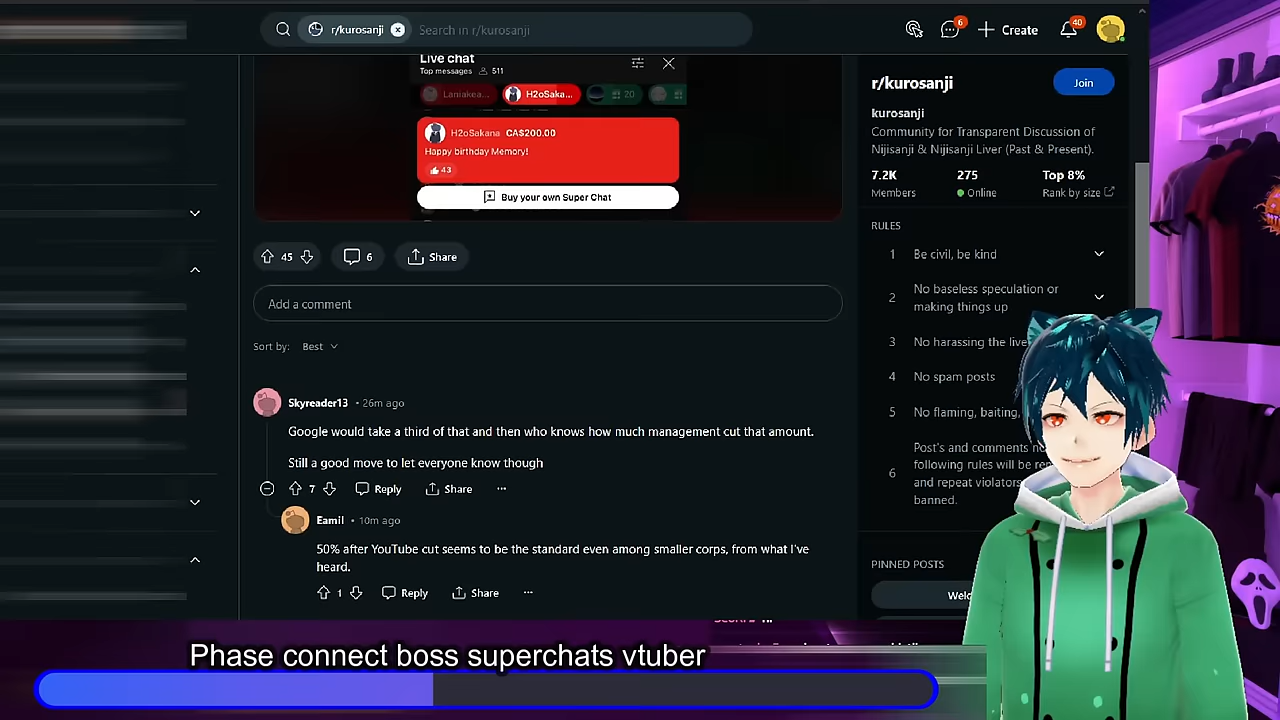 r/kurosanji
Search in r/kurosanji
6
Create
40
Live chat
Top messages 511
Laniakea...
H2oSaka...
20
H2oSakana CA$200.00
Happy birthday Memory!
43
Buy your own Super Chat
45
6
Share
Add a comment
Sort by: Best
Skyreader13 • 26m ago
Google would take a third of that and then who knows how much management cut that amount.
Still a good move to let everyone know though
7
Reply
Share
...
Eamil • 10m ago
50% after YouTube cut seems to be the standard even among smaller corps, from what I've
heard.
1
Reply
Share
...
r/kurosanji
Join
kurosanji
Community for Transparent Discussion of
Nijisanji & Nijisanji Liver (Past & Present).
7.2K
275
Top 8%
Members
Online
Rank by size
RULES
1 Be civil, be kind
2 No baseless speculation or
making things up
3 No harassing the live
4 No spam posts
5 No flaming, baiting,
6 Post's and comments n
following rules will be re
and repeat violators
banned.
PINNED POSTS
Welc
Phase connect boss superchats vtuber